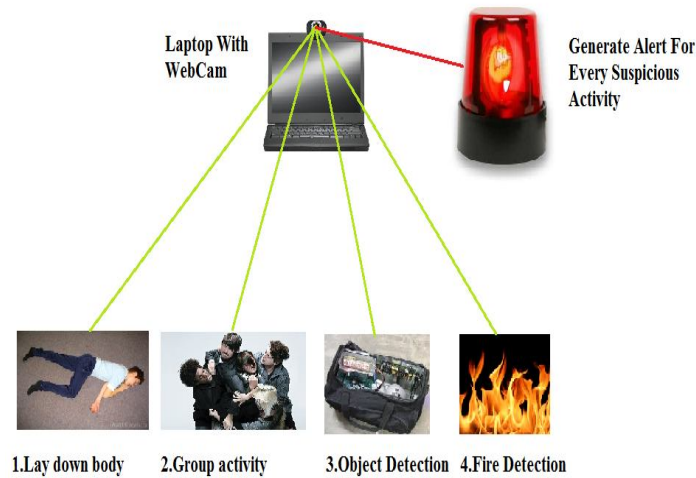 Laptop With
WebCam
Generate Alert For
Every Suspicious
Activity
1.Lay down body
2.Group activity
3.Object Detection
4.Fire Detection